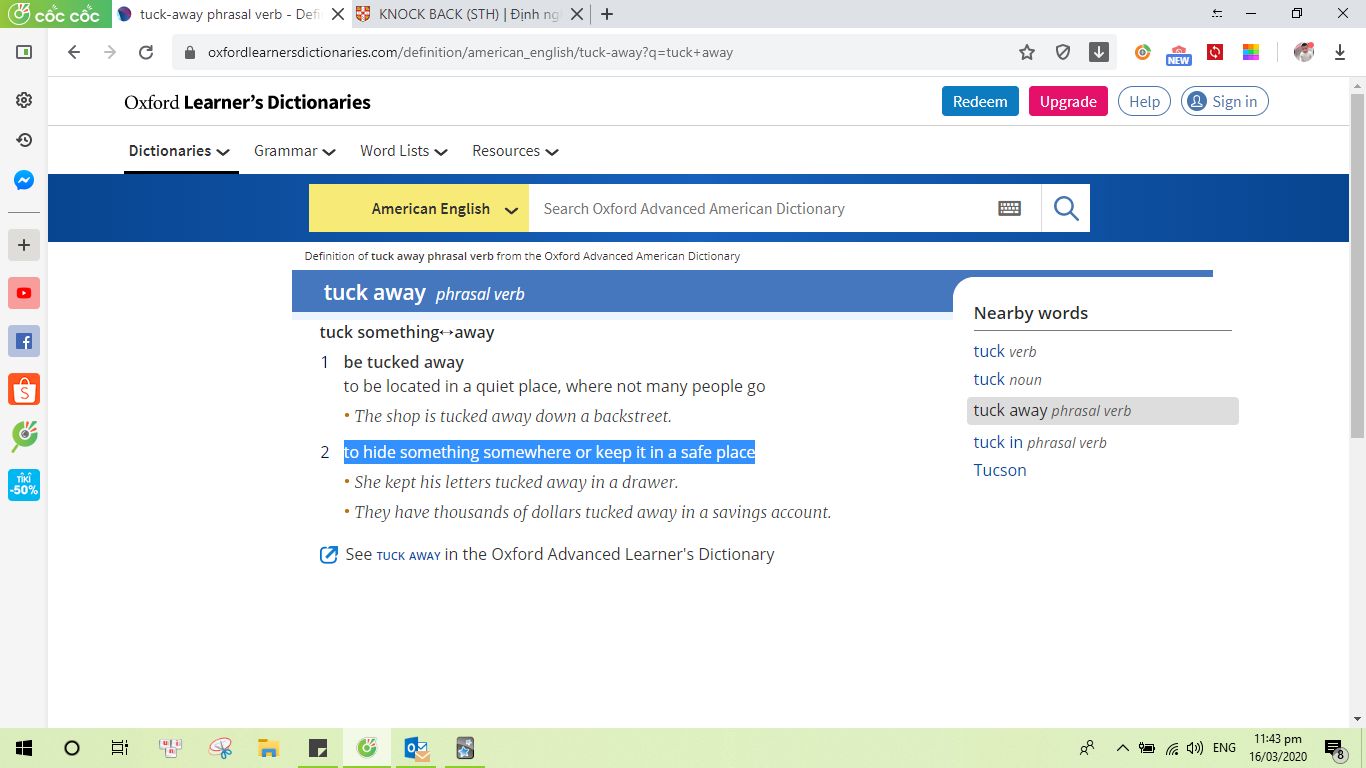 cốc cốc
tuck-away phrasal verb - Defi
KNOCK BACK (STH) | Định ng
oxfordlearnersdictionaries.com/definition/american_english/tuck-away?q=tuck+away
NEW
Oxford Learner's Dictionaries
Redeem
Upgrade
Help
Sign in
Dictionaries
Grammar
Word Lists
Resources
American English
Search Oxford Advanced American Dictionary
Definition of tuck away phrasal verb from the Oxford Advanced American Dictionary
tuck away phrasal verb
tuck something↔away
1 be tucked away
to be located in a quiet place, where not many people go
• The shop is tucked away down a backstreet.
2 to hide something somewhere or keep it in a safe place
• She kept his letters tucked away in a drawer.
• They have thousands of dollars tucked away in a savings account.
See TUCK AWAY in the Oxford Advanced Learner's Dictionary
Nearby words
tuck verb
tuck noun
tuck away phrasal verb
tuck in phrasal verb
Tucson
TIKI
-50%
ENG
11:43 pm
16/03/2020
8